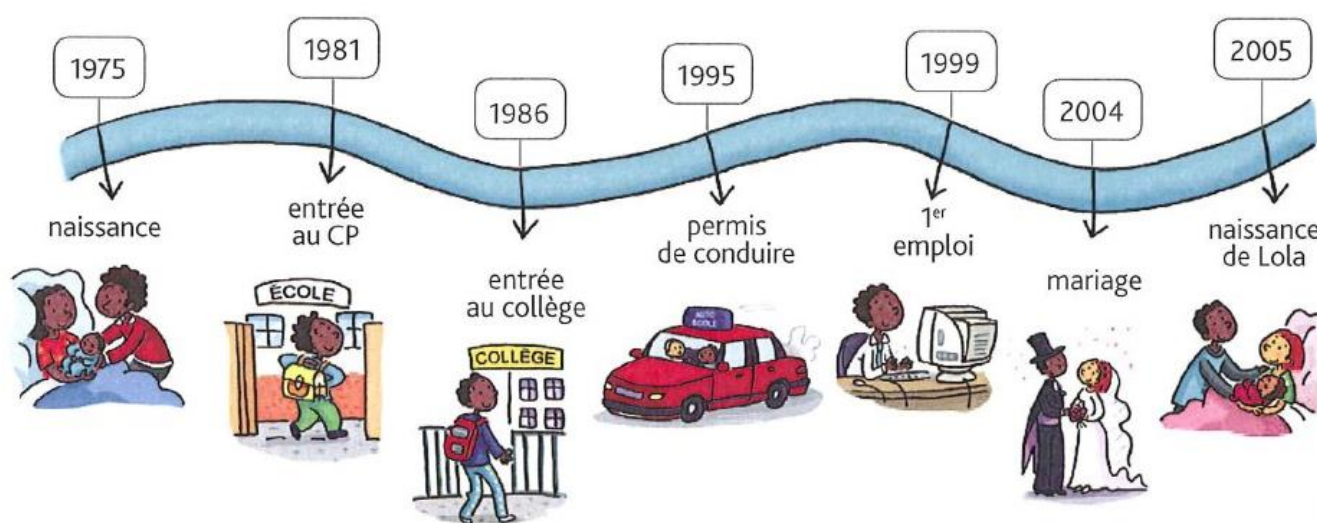 1975
naissance
1981
entrée
au CP
ÉCOLE
1986
entrée
au collège
COLLÈGE
1995
permis
de conduire
AUTO
ÉCOLE
1999
1er
emploi
2004
mariage
2005
naissance
de Lola